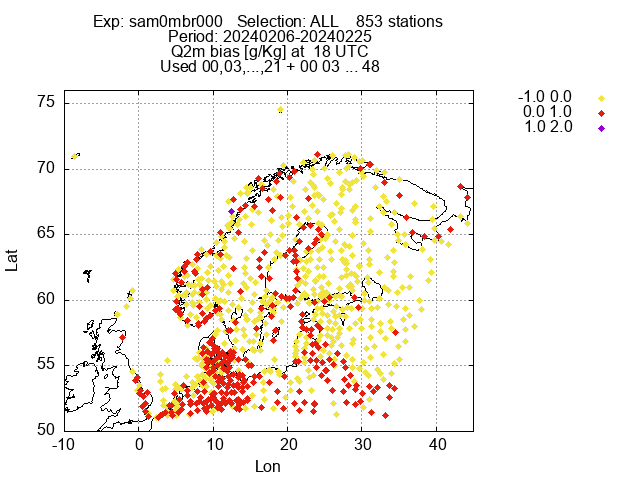 Exp: sam0mbr000   Selection: ALL    853 stations
Period: 20240206-20240225
Q2m bias [g/Kg] at  18 UTC
Used 00,03,...,21 + 00 03 ... 48
-1.0 0.0
0.0 1.0
1.0 2.0
75
70
65
60
55
50
Lat
-10 0 10 20 30 40
Lon